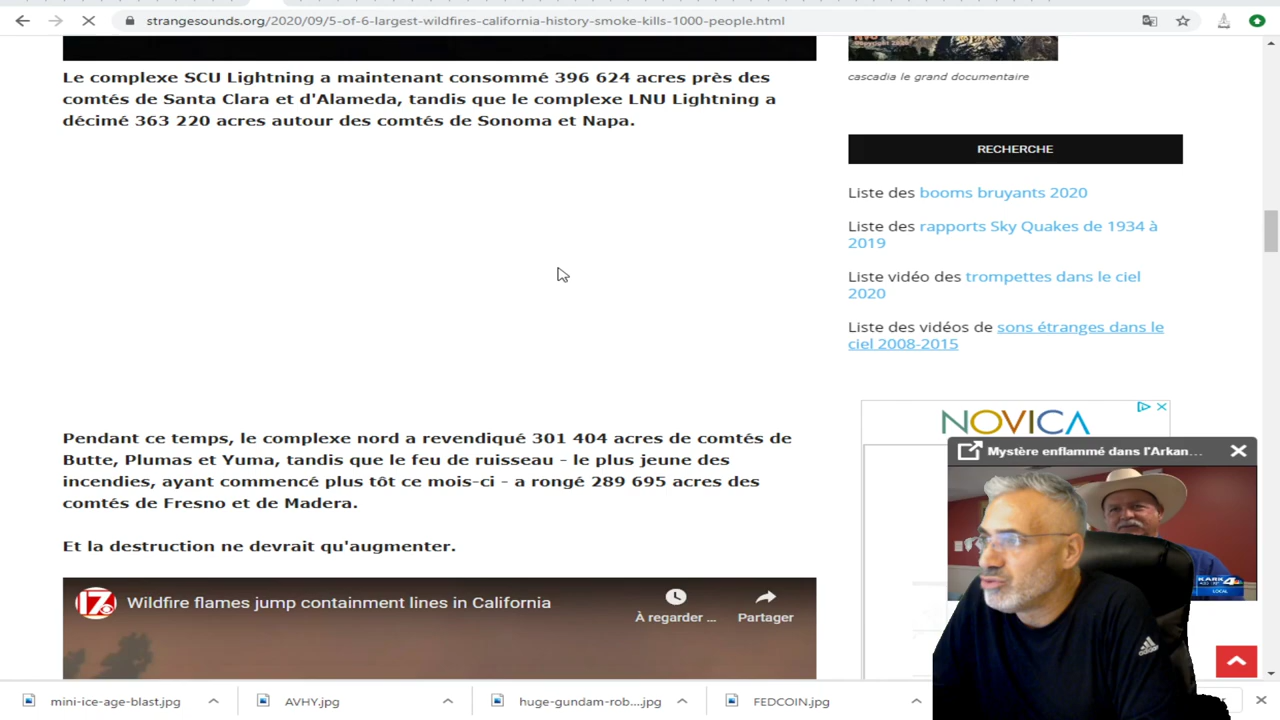 strangesounds.org/2020/09/5-of-6-largest-wildfires-california-history-smoke-kills-1000-people.html
Le complexe SCU Lightning a maintenant consommé 396 624 acres près des
comtés de Santa Clara et d'Alameda, tandis que le complexe LNU Lightning a
décimé 363 220 acres autour des comtés de Sonoma et Napa.
Pendant ce temps, le complexe nord a revendiqué 301 404 acres de comtés de
Butte, Plumas et Yuma, tandis que le feu de ruisseau - le plus jeune des
incendies, ayant commencé plus tôt ce mois-ci - a rongé 289 695 acres des
comtés de Fresno et de Madera.
Et la destruction ne devrait qu'augmenter.
17
Wildfire flames jump containment lines in California
À regarder ...
Partager
cascadia le grand documentaire
RECHERCHE
Liste des booms bruyants 2020
Liste des rapports Sky Quakes de 1934 à
2019
Liste vidéo des trompettes dans le ciel
2020
Liste des vidéos de sons étranges dans le
ciel 2008-2015
NOVICA
Mystère enflammé dans l'Arkan...
KARK 4
LOCAL
mini-ice-age-blast.jpg
AVHY.jpg
huge-gundam-rob....jpg
FEDCOIN.jpg